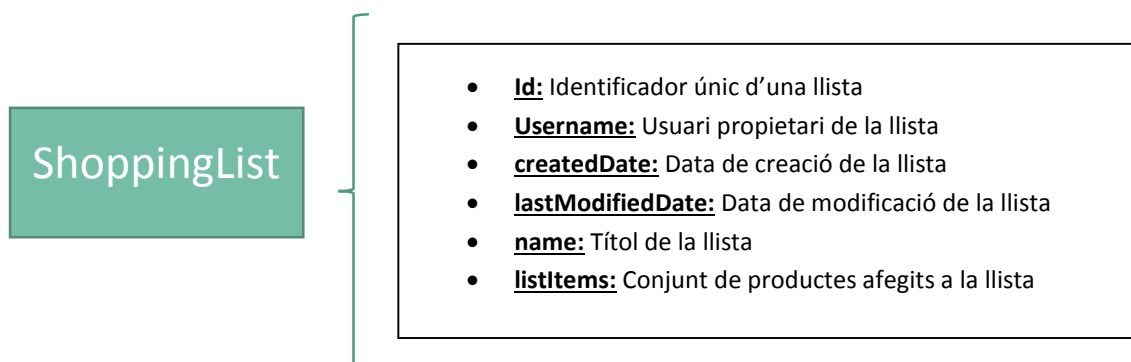 ShoppingList
• Id: Identificador únic d’una llista
• Username: Usuari propietari de la llista
• createdDate: Data de creació de la llista
• lastModifiedDate: Data de modificació de la llista
• name: Títol de la llista
• listItems: Conjunt de productes afegits a la llista